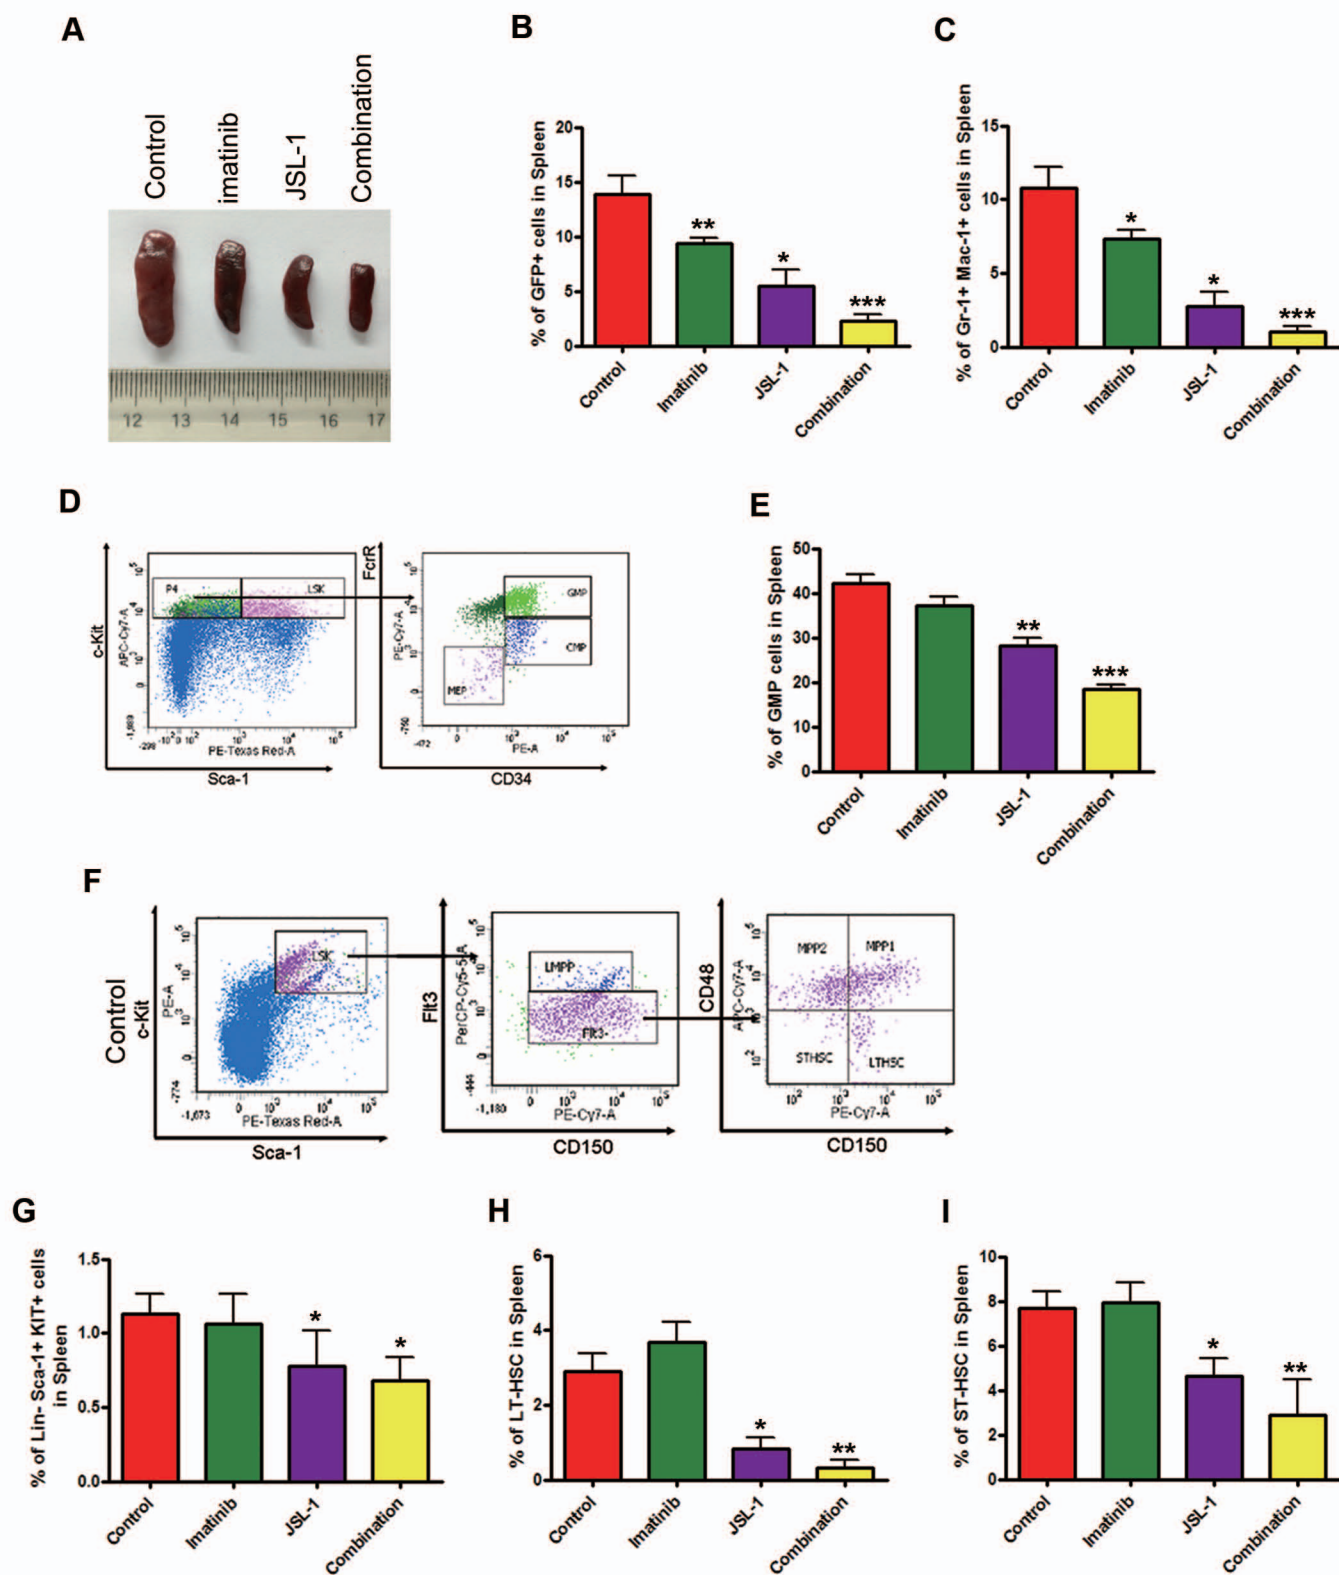 A
Control
imatinib
JSL-1
Combination
12 13 14 15 16 17
B
% of GFP+ cells in Spleen
20
15
10
5
0
** * ***
Control Imatinib JSL-1 Combination
C
% of Gr-1+ Mac-1+ cells in Spleen
15
10
5
0
* * ***
Control Imatinib JSL-1 Combination
D
c-Kit
APC-Cy7-A
P4 LSK
PE-Texas Red-A
Sca-1
FcrR
PE-Cy7-A
GMP
CMP
MEP
PE-A
CD34
E
% of GMP cells in Spleen
50
40
30
20
10
0
** ***
Control Imatinib JSL-1 Combination
F
Control
c-Kit
PE-A
LSK
PE-Texas Red-A
Sca-1
Flt3
PerCP-Cy5-5-A
LMPP
Flt3-
PE-Cy7-A
CD150
CD48
APC-Cy7-A
MPP2 MPP1
STHSC LTHSC
PE-Cy7-A
CD150
G
% of Lin- Sca-1+ KIT+ cells
in Spleen
1.5
1.0
0.5
0.0
* *
Control Imatinib JSL-1 Combination
H
% of LT-HSC in Spleen
6
4
2
0
* **
Control Imatinib JSL-1 Combination
I
% of ST-HSC in Spleen
10
8
6
4
2
0
* **
Control Imatinib JSL-1 Combination